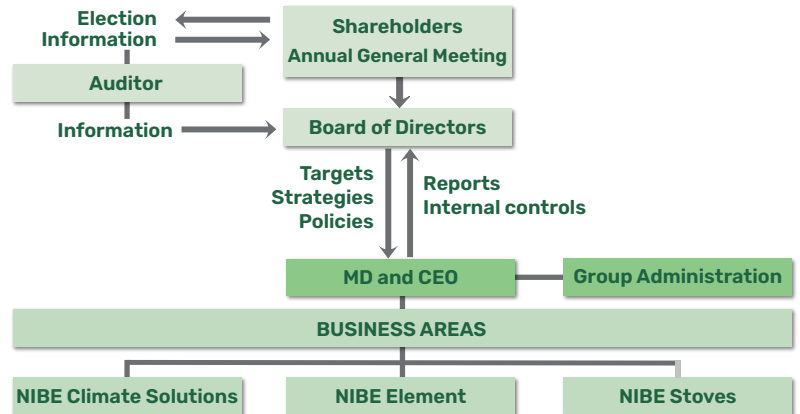 Election
Information
Shareholders
Annual General Meeting
Auditor
Information
Board of Directors
Targets
Strategies
Policies
Reports
Internal controls
MD and CEO
Group Administration
BUSINESS AREAS
NIBE Climate Solutions
NIBE Element
NIBE Stoves